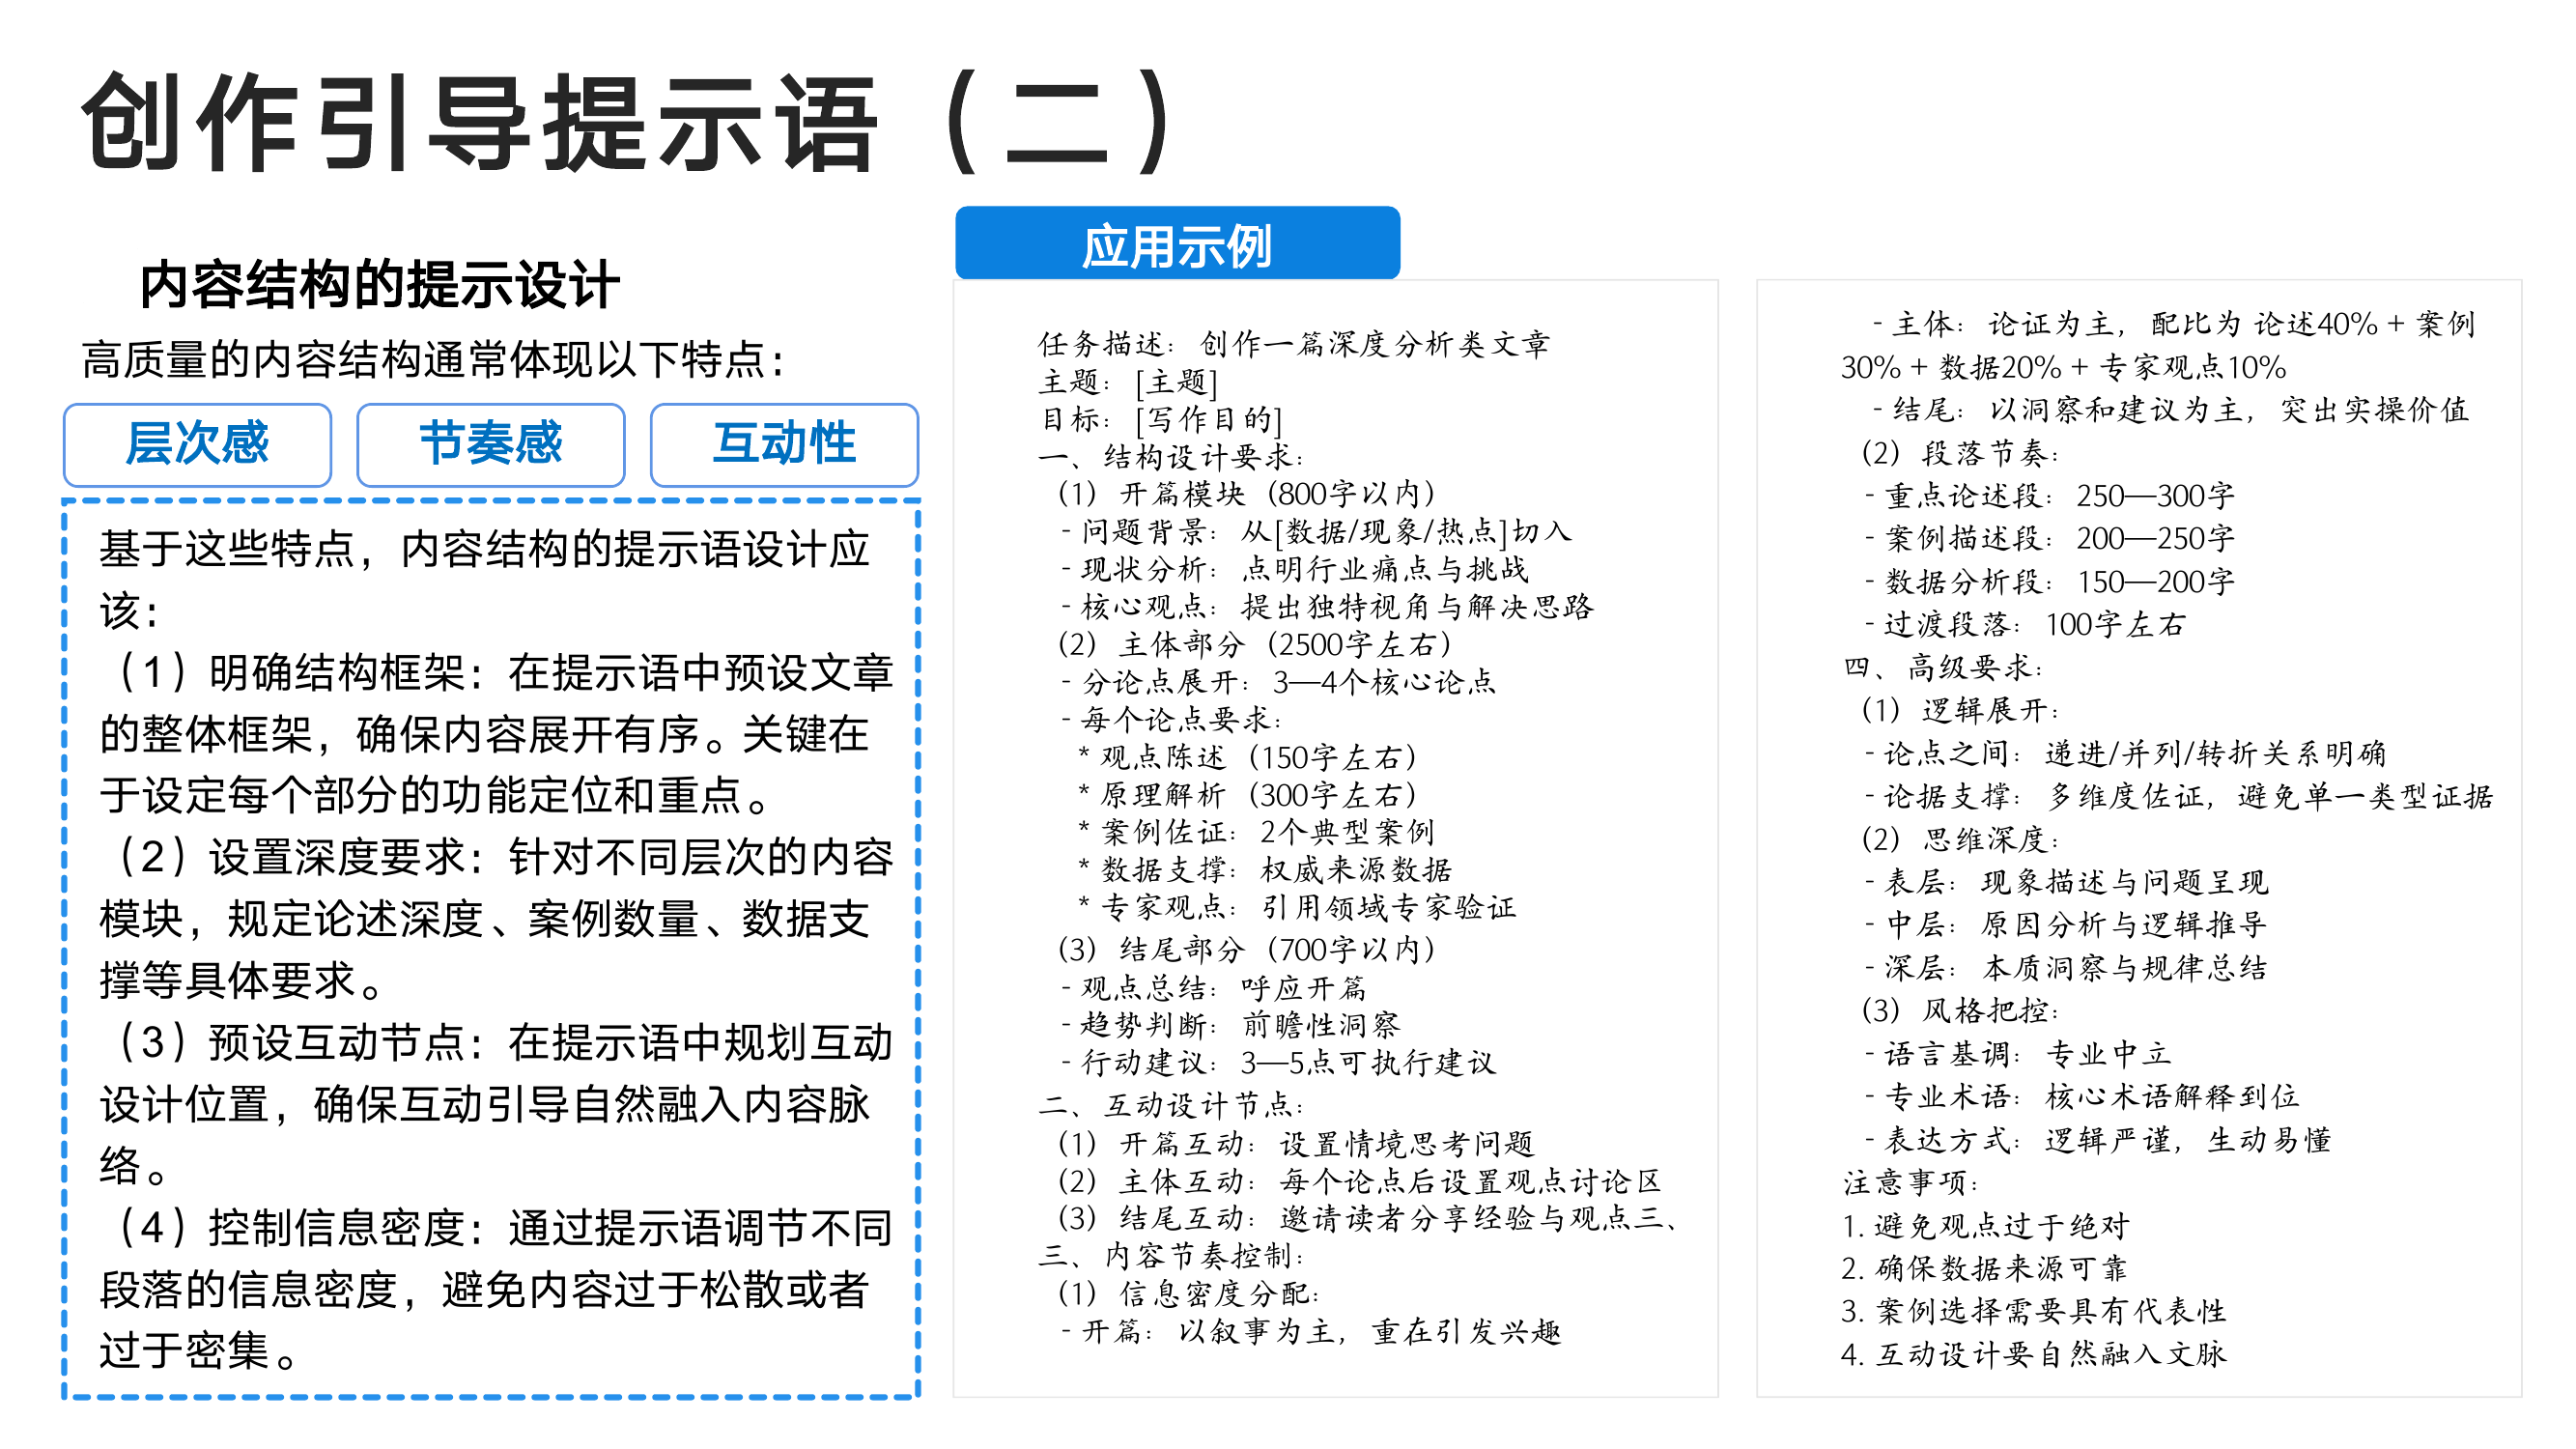 创作引导提示语（二）
内容结构的提示设计
高质量的内容结构通常体现以下特点：
层次感
节奏感
互动性
基于这些特点，内容结构的提示语设计应
该：
（1）明确结构框架：在提示语中预设文章
的整体框架，确保内容展开有序。关键在
于设定每个部分的功能定位和重点。
（2）设置深度要求：针对不同层次的内容
模块，规定论述深度、案例数量、数据支
撑等具体要求。
（3）预设互动节点：在提示语中规划互动
设计位置，确保互动引导自然融入内容脉
络。
（4）控制信息密度：通过提示语调节不同
段落的信息密度，避免内容过于松散或者
过于密集。
应用示例
任务描述：创作一篇深度分析类文章
主题：[主题]
目标：[写作目的]
一、结构设计要求：
（1）开篇模块（800字以内）
- 问题背景：从[数据/现象/热点]切入
- 现状分析：点明行业痛点与挑战
- 核心观点：提出独特视角与解决思路
（2）主体部分（2500字左右）
- 分论点展开：3—4个核心论点
- 每个论点要求：
* 观点陈述（150字左右）
* 原理解析（300字左右）
* 案例佐证：2个典型案例
* 数据支撑：权威来源数据
* 专家观点：引用领域专家验证
（3）结尾部分（700字以内）
- 观点总结：呼应开篇
- 趋势判断：前瞻性洞察
- 行动建议：3—5点可执行建议
二、互动设计节点：
（1）开篇互动：设置情境思考问题
（2）主体互动：每个论点后设置观点讨论区
（3）结尾互动：邀请读者分享经验与观点三、
三、内容节奏控制：
（1）信息密度分配：
- 开篇：以叙事为主，重在引发兴趣
- 主体：论证为主，配比为 论述40% + 案例
30% + 数据20% + 专家观点10%
- 结尾：以洞察和建议为主，突出实操价值
（2）段落节奏：
- 重点论述段：250—300字
- 案例描述段：200—250字
- 数据分析段：150—200字
- 过渡段落：100字左右
四、高级要求：
（1）逻辑展开：
- 论点之间：递进/并列/转折关系明确
- 论据支撑：多维度佐证，避免单一类型证据
（2）思维深度：
- 表层：现象描述与问题呈现
- 中层：原因分析与逻辑推导
- 深层：本质洞察与规律总结
（3）风格把控：
- 语言基调：专业中立
- 专业术语：核心术语解释到位
- 表达方式：逻辑严谨，生动易懂
注意事项：
1. 避免观点过于绝对
2. 确保数据来源可靠
3. 案例选择需要具有代表性
4. 互动设计要自然融入文脉